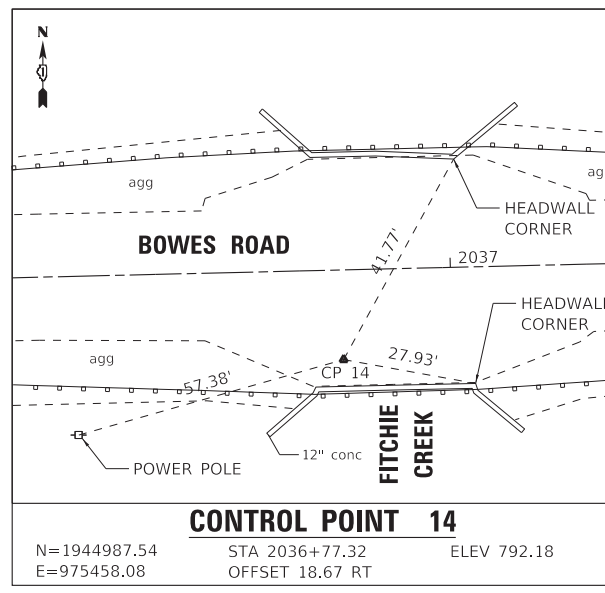 N
agg
agg
HEADWALL
CORNER
BOWES ROAD
41.77'
2037
HEADWALL
CORNER
agg
57.38'
CP 14
27.93'
POWER POLE
12" conc
FITCHIE
CREEK
CONTROL POINT 14
N=1944987.54 STA 2036+77.32 ELEV 792.18
E=975458.08 OFFSET 18.67 RT